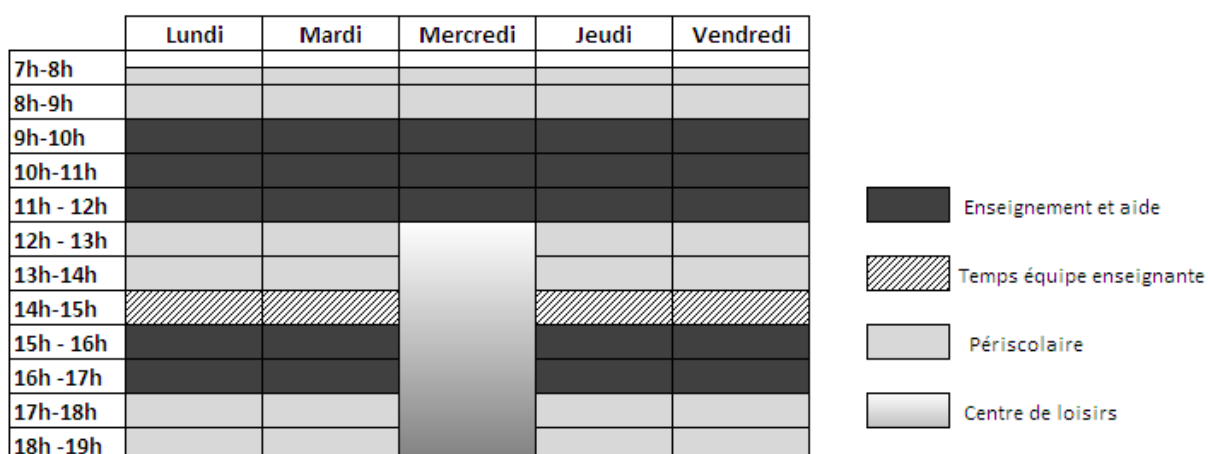 Lundi Mardi Mercredi Jeudi Vendredi
7h-8h
8h-9h
9h-10h
10h-11h
11h - 12h
12h - 13h
13h-14h
14h-15h
15h - 16h
16h -17h
17h-18h
18h -19h
Enseignement et aide
Temps équipe enseignante
Périscolaire
Centre de loisirs